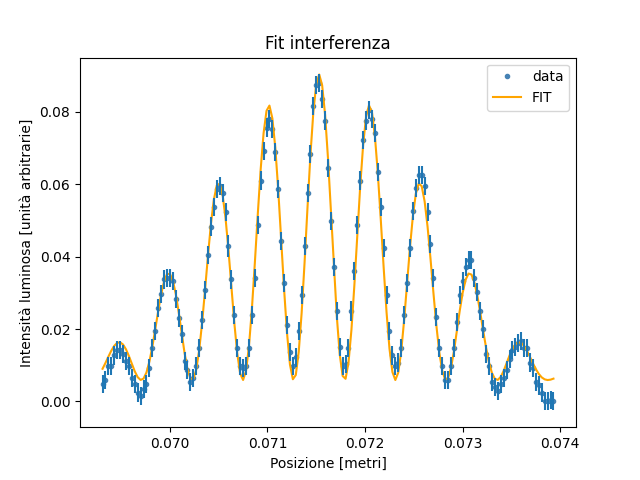 Fit interferenza
data
FIT
Intensità luminosa [unità arbitrarie]
0.08
0.06
0.04
0.02
0.00
0.070 0.071 0.072 0.073 0.074
Posizione [metri]